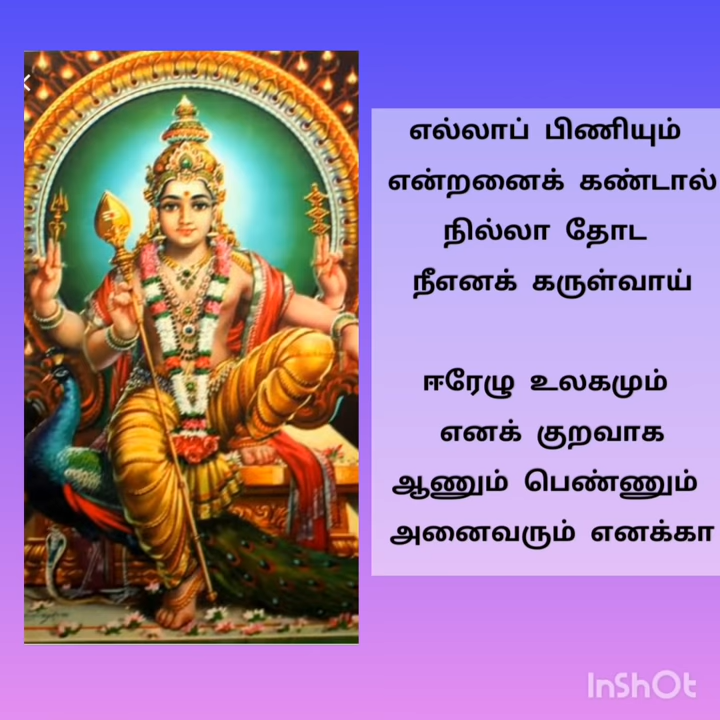 எல்லாப் பிணியும்
என்றனைக் கண்டால்
நில்லா தோட
நீஎனக் கருள்வாய்
ஈரேழு உலகமும்
எனக் குறவாக
ஆணும் பெண்ணும்
அனைவரும் எனக்கா
InShOt